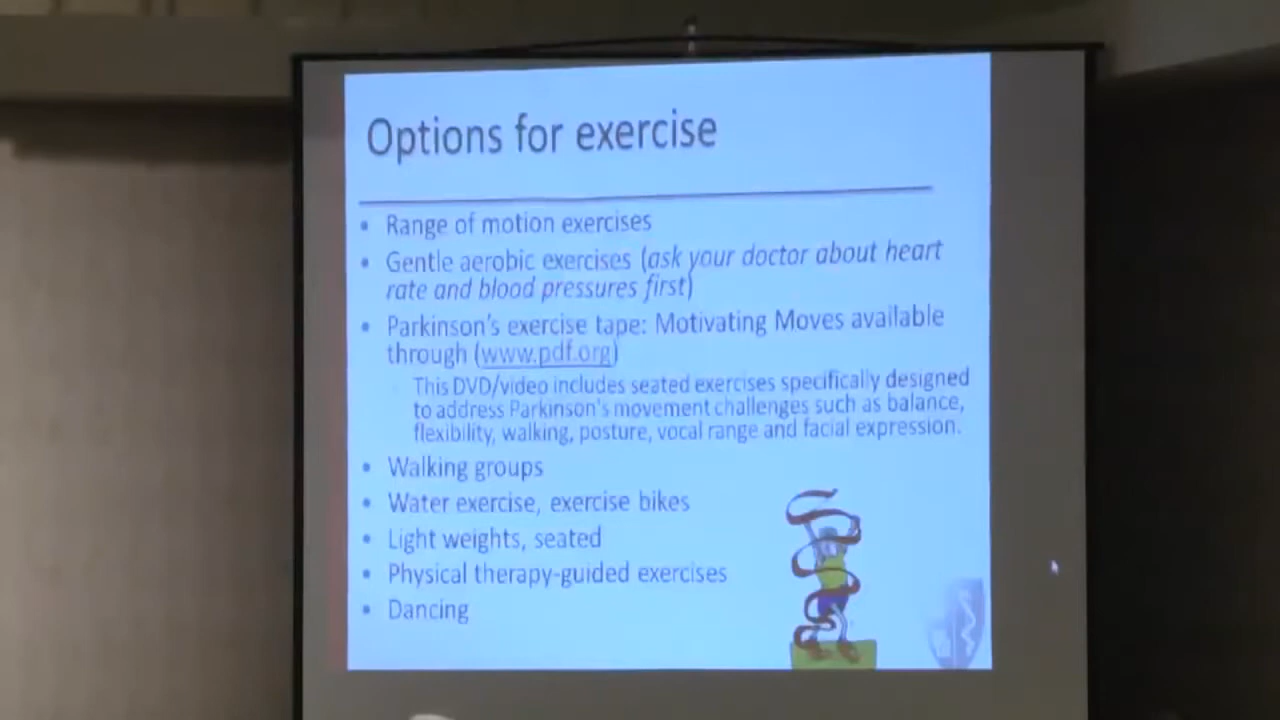 Options for exercise
• Range of motion exercises
• Gentle aerobic exercises (ask your doctor about heart
rate and blood pressures first)
• Parkinson's exercise tape: Motivating Moves available
through (www.pdf.org)
This DVD/video includes seated exercises specifically designed
to address Parkinson's movement challenges such as balance,
flexibility, walking, posture, vocal range and facial expression.
• Walking groups
• Water exercise, exercise bikes
• Light weights, seated
• Physical therapy-guided exercises
• Dancing